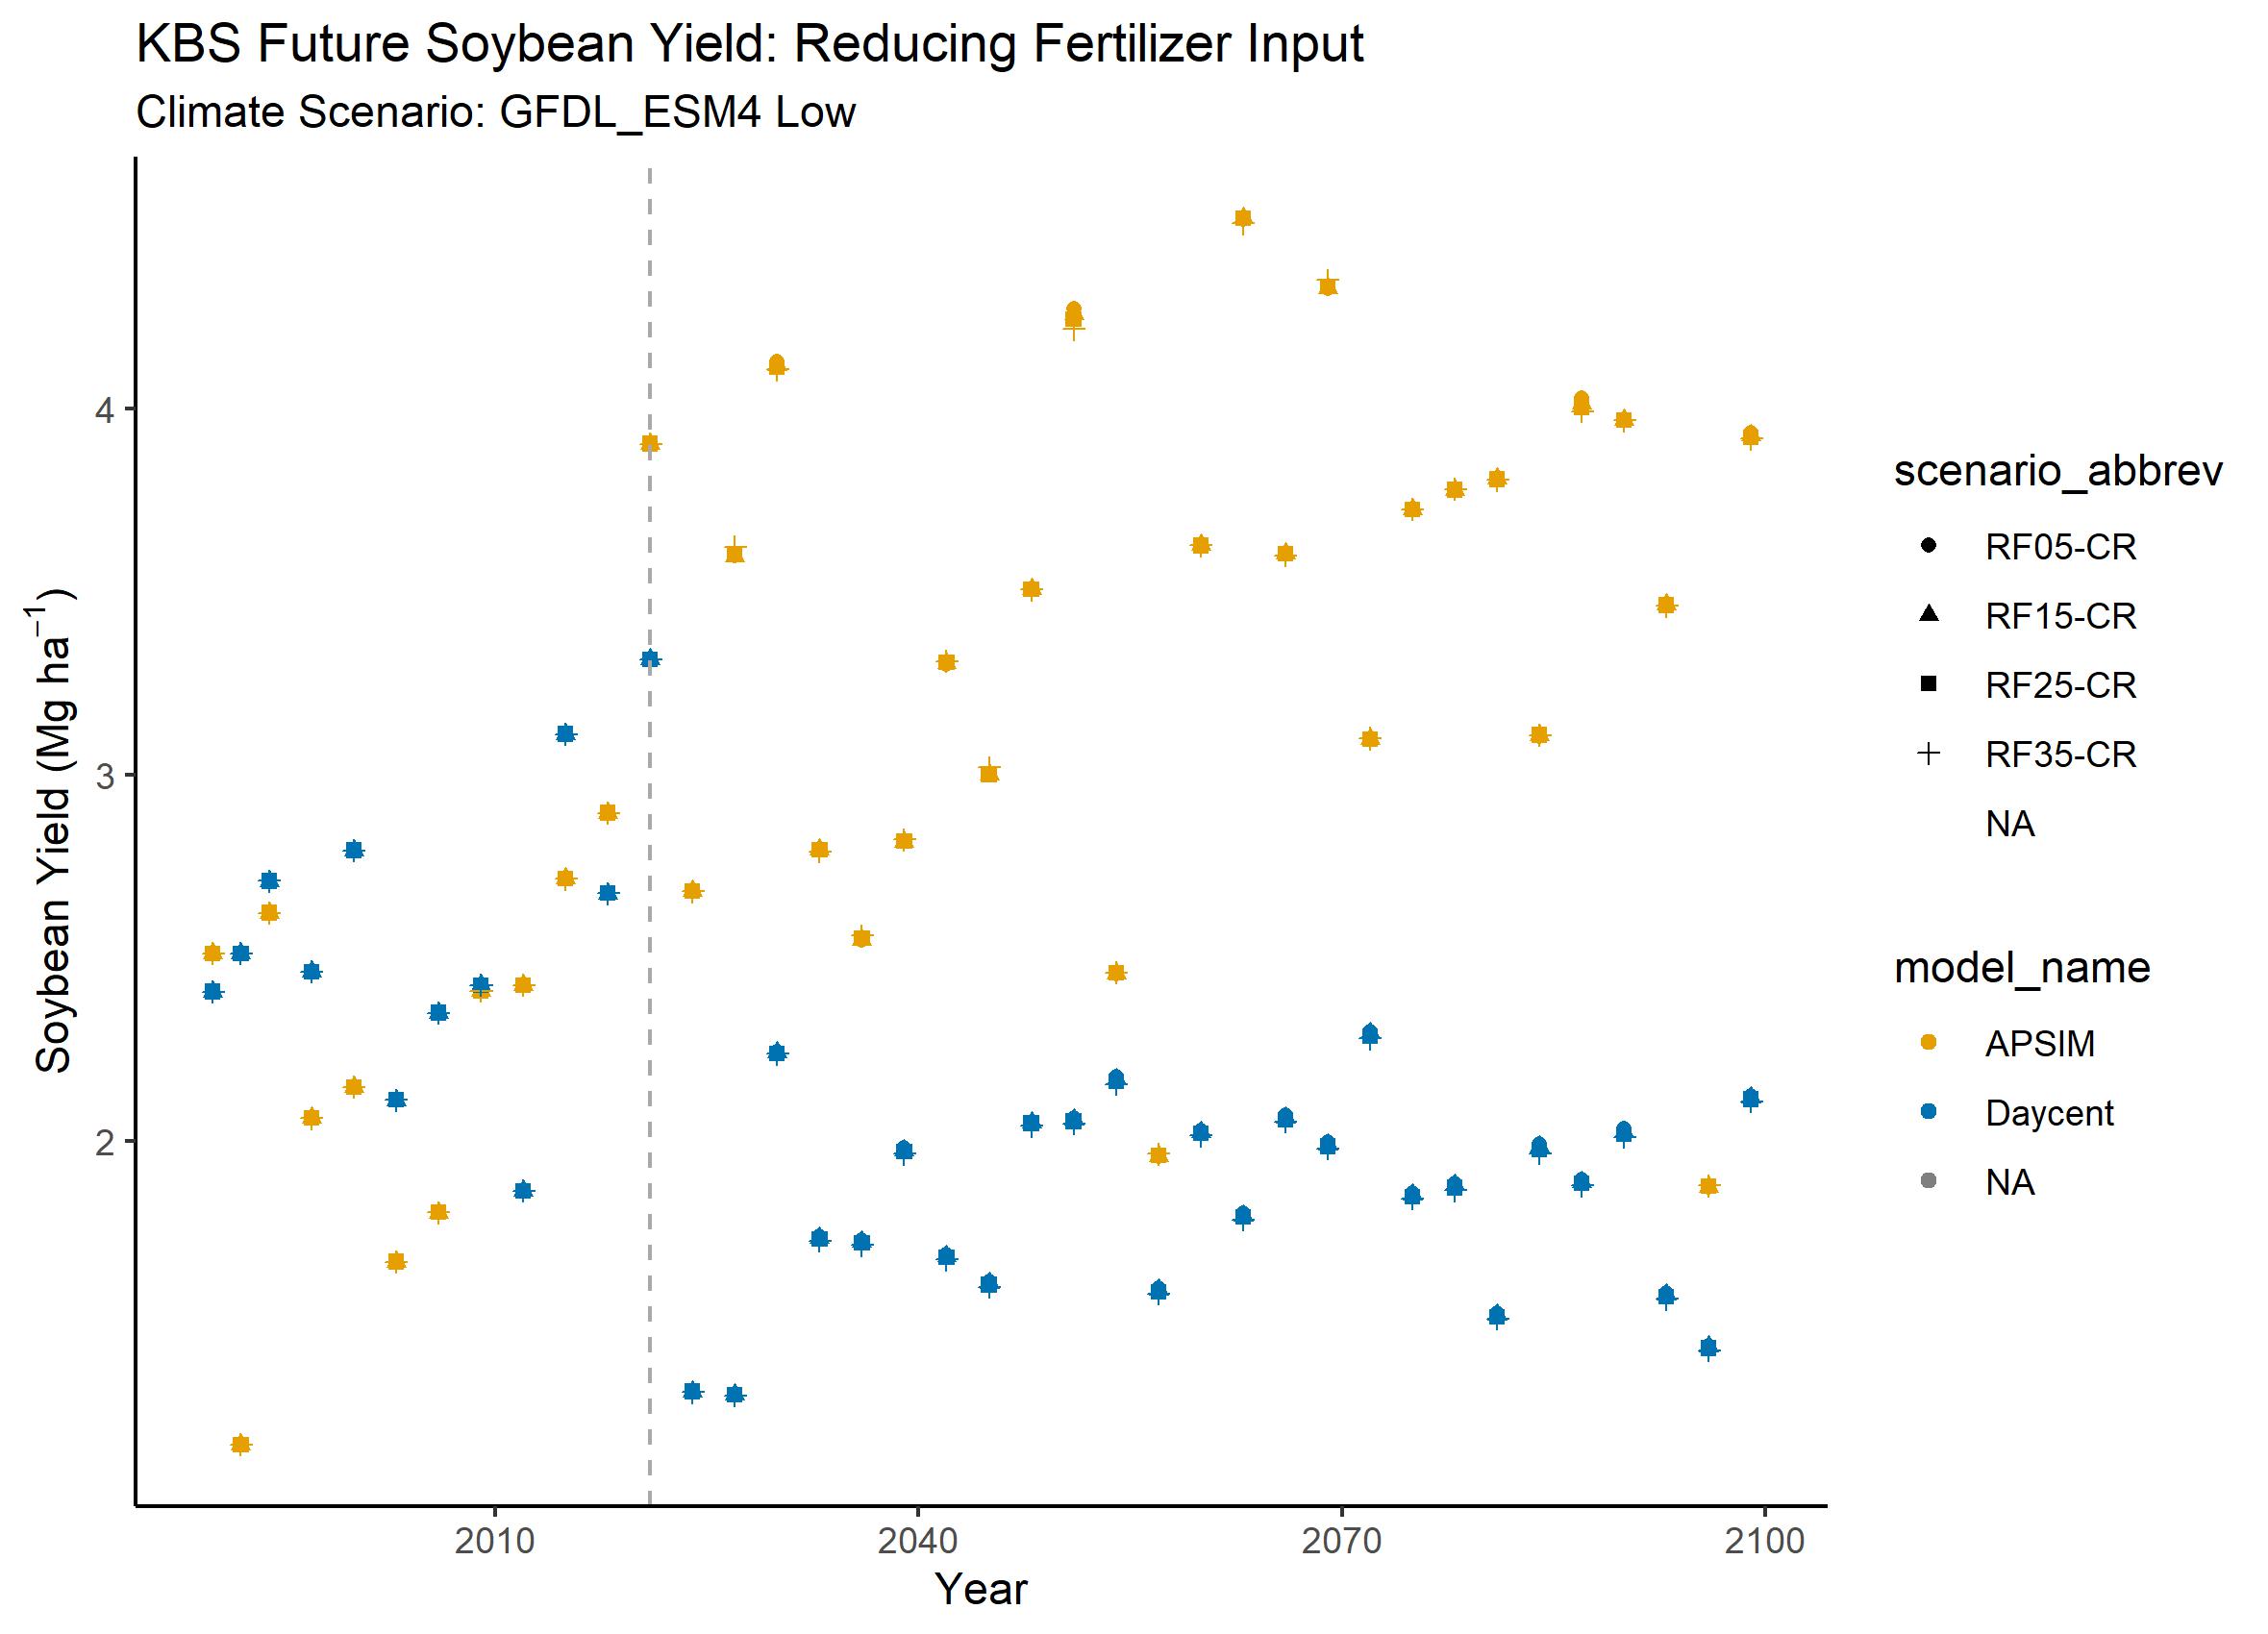 KBS Future Soybean Yield: Reducing Fertilizer Input
Climate Scenario: GFDL_ESM4 Low
Soybean Yield (Mg ha⁻¹)
4
3
2
2010
2040
2070
2100
Year
scenario_abbrev
RF05-CR
RF15-CR
RF25-CR
RF35-CR
NA
model_name
APSIM
Daycent
NA